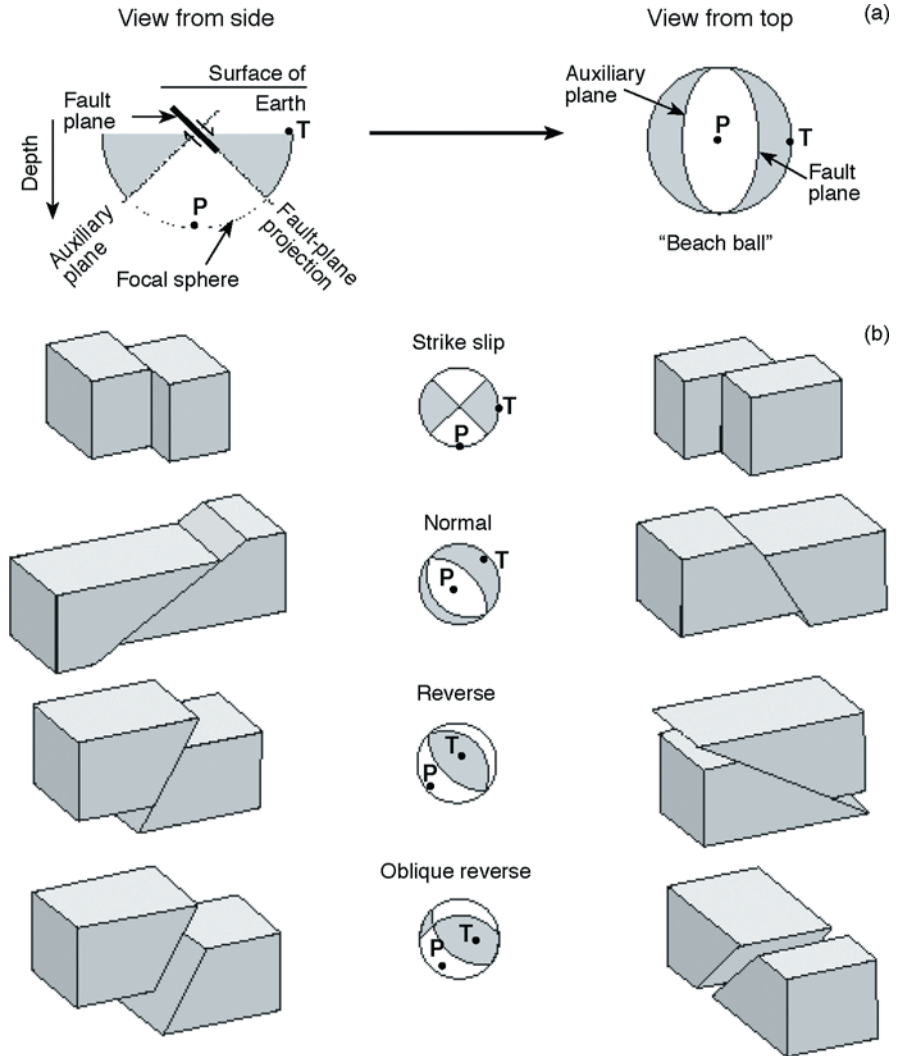 View from side
View from top
(a)
Surface of
Earth
Fault
plane
T
Depth
P
Auxiliary
plane
Fault-plane
projection
Focal sphere
Auxiliary
plane
P
T
Fault
plane
“Beach ball”
(b)
Strike slip
T
P
Normal
T
P
Reverse
T
P
Oblique reverse
T
P